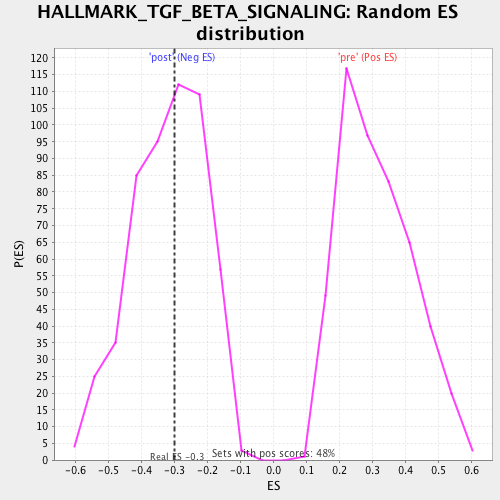 HALLMARK_TGF_BETA_SIGNALING: Random ES
distribution
'post' (Neg ES)
'pre' (Pos ES)
120
115
110
105
100
95
90
85
80
75
70
65
60
55
50
45
40
35
30
25
20
15
10
5
0
P(ES)
Real ES -0.3
Sets with pos scores: 48%
-0.6 -0.5 -0.4 -0.3 -0.2 -0.1 0.0 0.1 0.2 0.3 0.4 0.5 0.6
ES